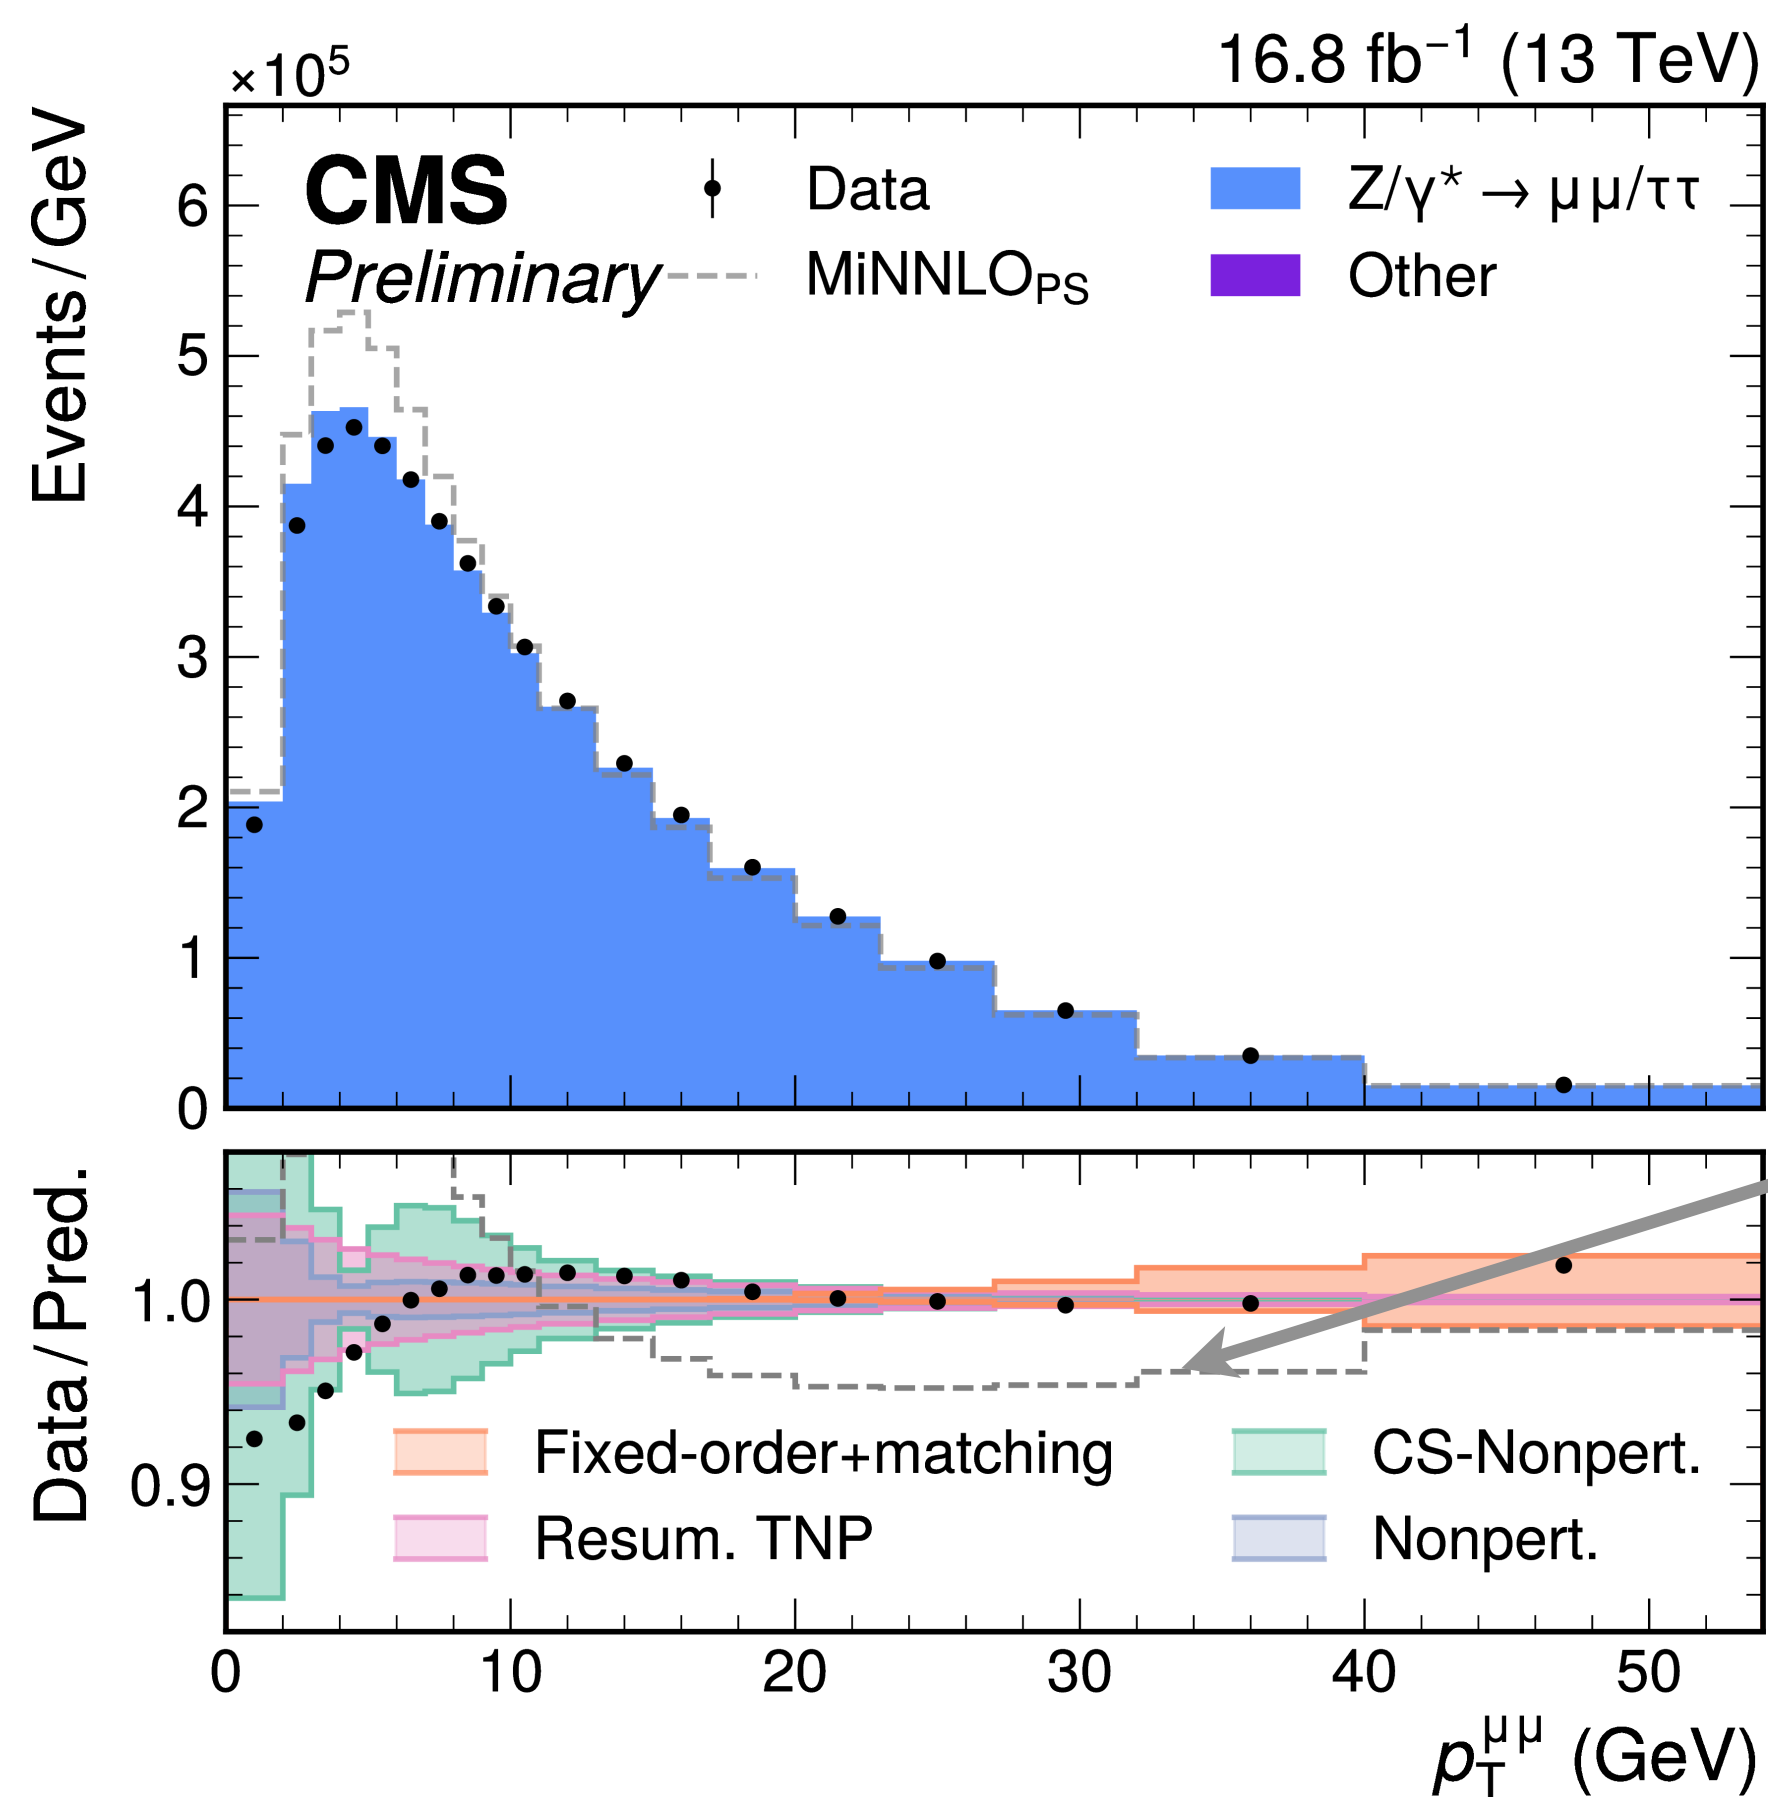 ×10⁵ 16.8 fb⁻¹ (13 TeV)
Events/GeV
CMS
Preliminary
Data
MiNNLO_PS
Z/γ* → μμ/ττ
Other
6
5
4
3
2
1
0
Data/Pred.
1.0
0.9
Fixed-order+matching
Resum. TNP
CS-Nonpert.
Nonpert.
0 10 20 30 40 50
p_T^μμ (GeV)